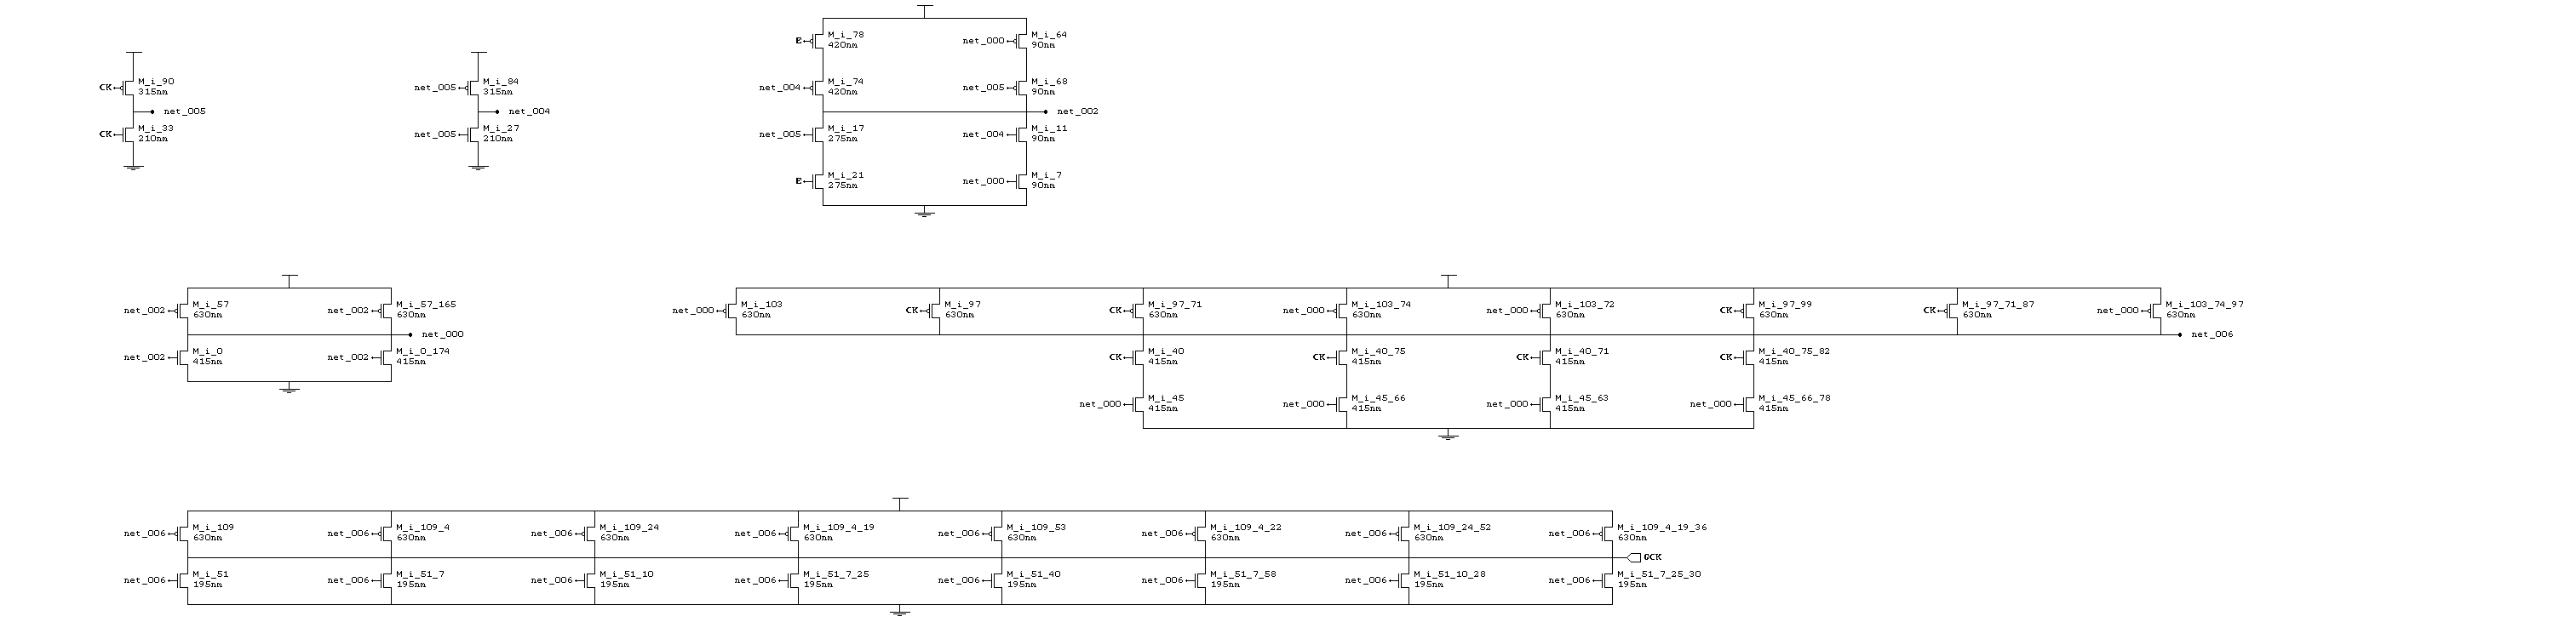 E M_i_78 net_000 M_i_64
420nm 90nm
CK M_i_90 net_005 M_i_84 net_004 M_i_74 net_005 M_i_68
315nm 315nm 420nm 90nm
net_005 net_004 net_002
CK M_i_33 net_005 M_i_27 net_005 M_i_17 net_004 M_i_11
210nm 210nm 275nm 90nm
E M_i_21 net_000 M_i_7
275nm 90nm
net_002 M_i_57 net_002 M_i_57_165 net_000 M_i_103 CK M_i_97 CK M_i_97_71 net_000 M_i_103_74 net_000 M_i_103_72 CK M_i_97_99 CK M_i_97_71_87 net_000 M_i_103_74_97
630nm 630nm 630nm 630nm 630nm 630nm 630nm 630nm 630nm 630nm
net_000 net_006
net_002 M_i_0 net_002 M_i_0_174 CK M_i_40 CK M_i_40_75 CK M_i_40_71 CK M_i_40_75_82
415nm 415nm 415nm 415nm 415nm 415nm
net_000 M_i_45 net_000 M_i_45_66 net_000 M_i_45_63 net_000 M_i_45_66_78
415nm 415nm 415nm 415nm
net_006 M_i_109 net_006 M_i_109_4 net_006 M_i_109_24 net_006 M_i_109_4_19 net_006 M_i_109_53 net_006 M_i_109_4_22 net_006 M_i_109_24_52 net_006 M_i_109_4_19_36
630nm 630nm 630nm 630nm 630nm 630nm 630nm 630nm
GCK
net_006 M_i_51 net_006 M_i_51_7 net_006 M_i_51_10 net_006 M_i_51_7_25 net_006 M_i_51_40 net_006 M_i_51_7_58 net_006 M_i_51_10_28 net_006 M_i_51_7_25_30
195nm 195nm 195nm 195nm 195nm 195nm 195nm 195nm